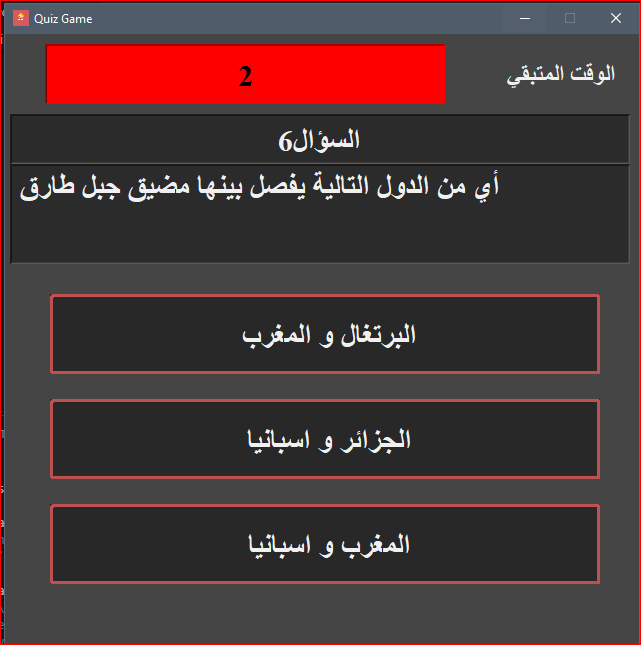 Quiz Game
الوقت المتبقي
2
السؤال6
أي من الدول التالية يفصل بينها مضيق جبل طارق
البرتغال و المغرب
الجزائر و اسبانيا
المغرب و اسبانيا